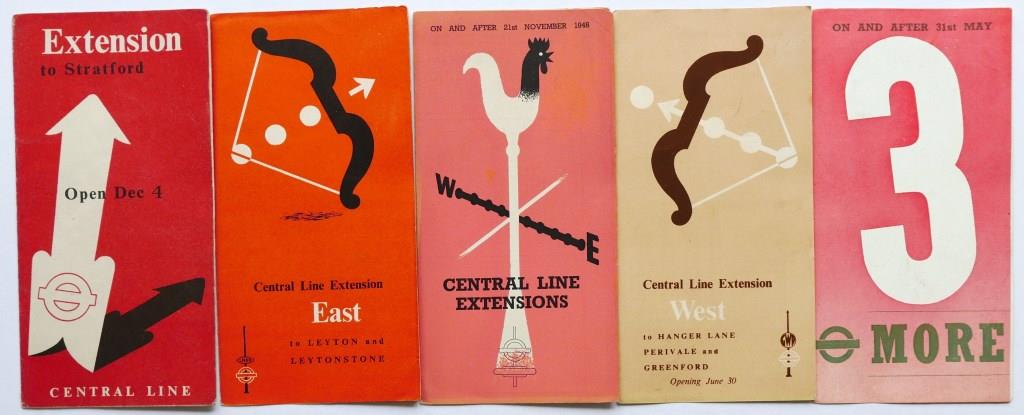 Extension
to Stratford
Open Dec 4
CENTRAL LINE
Central Line Extension
East
to LEYTON and
LEYTONSTONE
ON AND AFTER 21st NOVEMBER 1948
W
E
CENTRAL LINE
EXTENSIONS
Central Line Extension
West
to HANGER LANE
PERIVALE and
GREENFORD
Opening June 30
ON AND AFTER 31st MAY
3
MORE